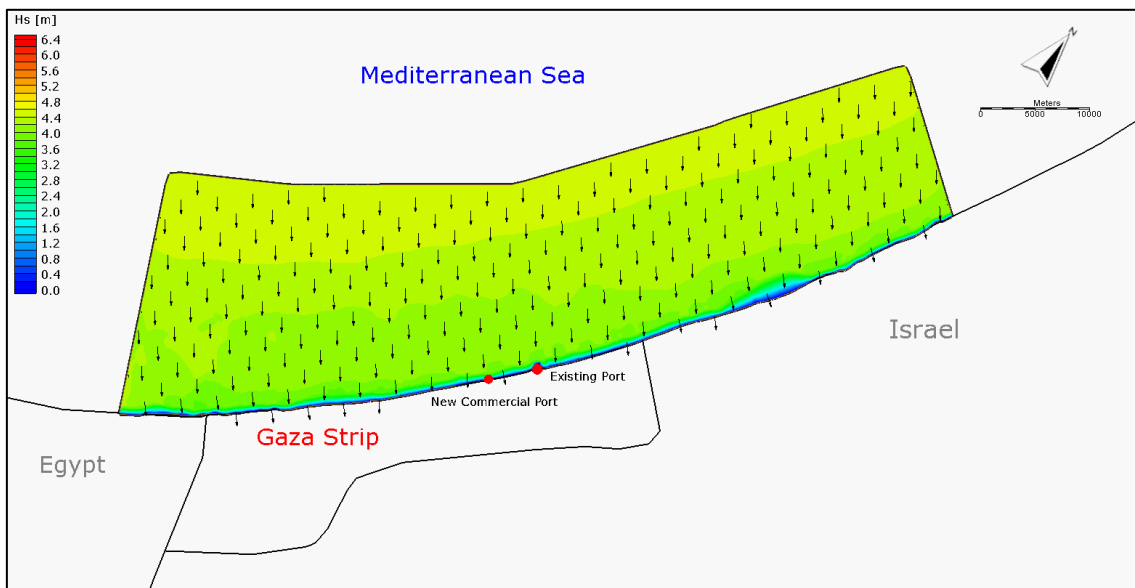 Hs [m]
6.4
6.0
5.6
5.2
4.8
4.4
4.0
3.6
3.2
2.8
2.4
2.0
1.6
1.2
0.8
0.4
0.0
Mediterranean Sea
N
Meters
0 5000 10000
Israel
Existing Port
New Commercial Port
Gaza Strip
Egypt